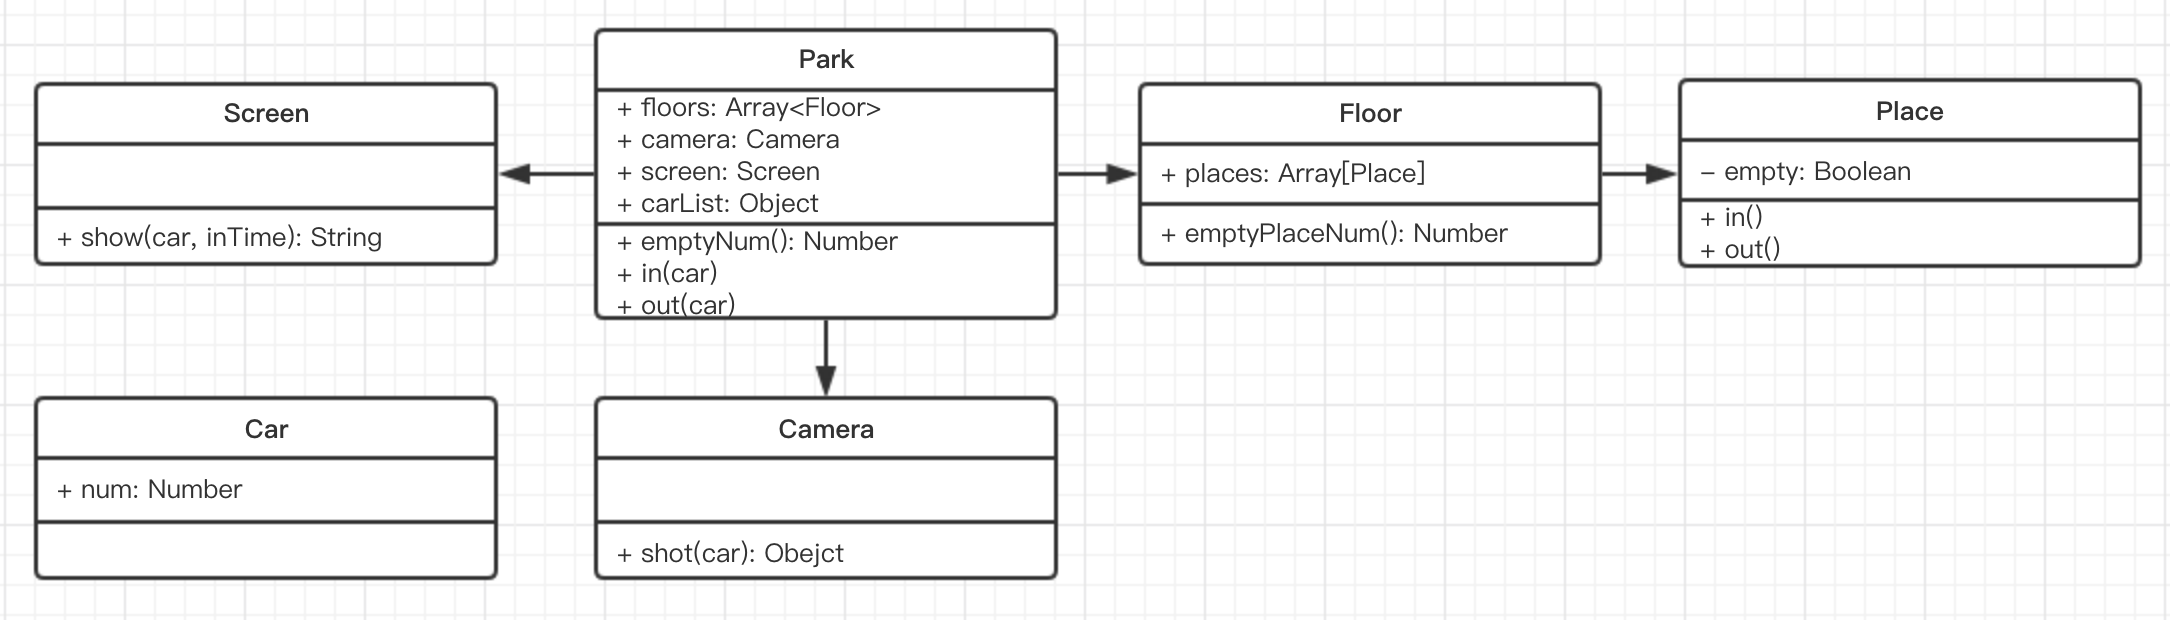 Screen
+ show(car, inTime): String
Park
+ floors: Array<Floor>
+ camera: Camera
+ screen: Screen
+ carList: Object
+ emptyNum(): Number
+ in(car)
+ out(car)
Floor
+ places: Array[Place]
+ emptyPlaceNum(): Number
Place
− empty: Boolean
+ in()
+ out()
Car
+ num: Number
Camera
+ shot(car): Obejct